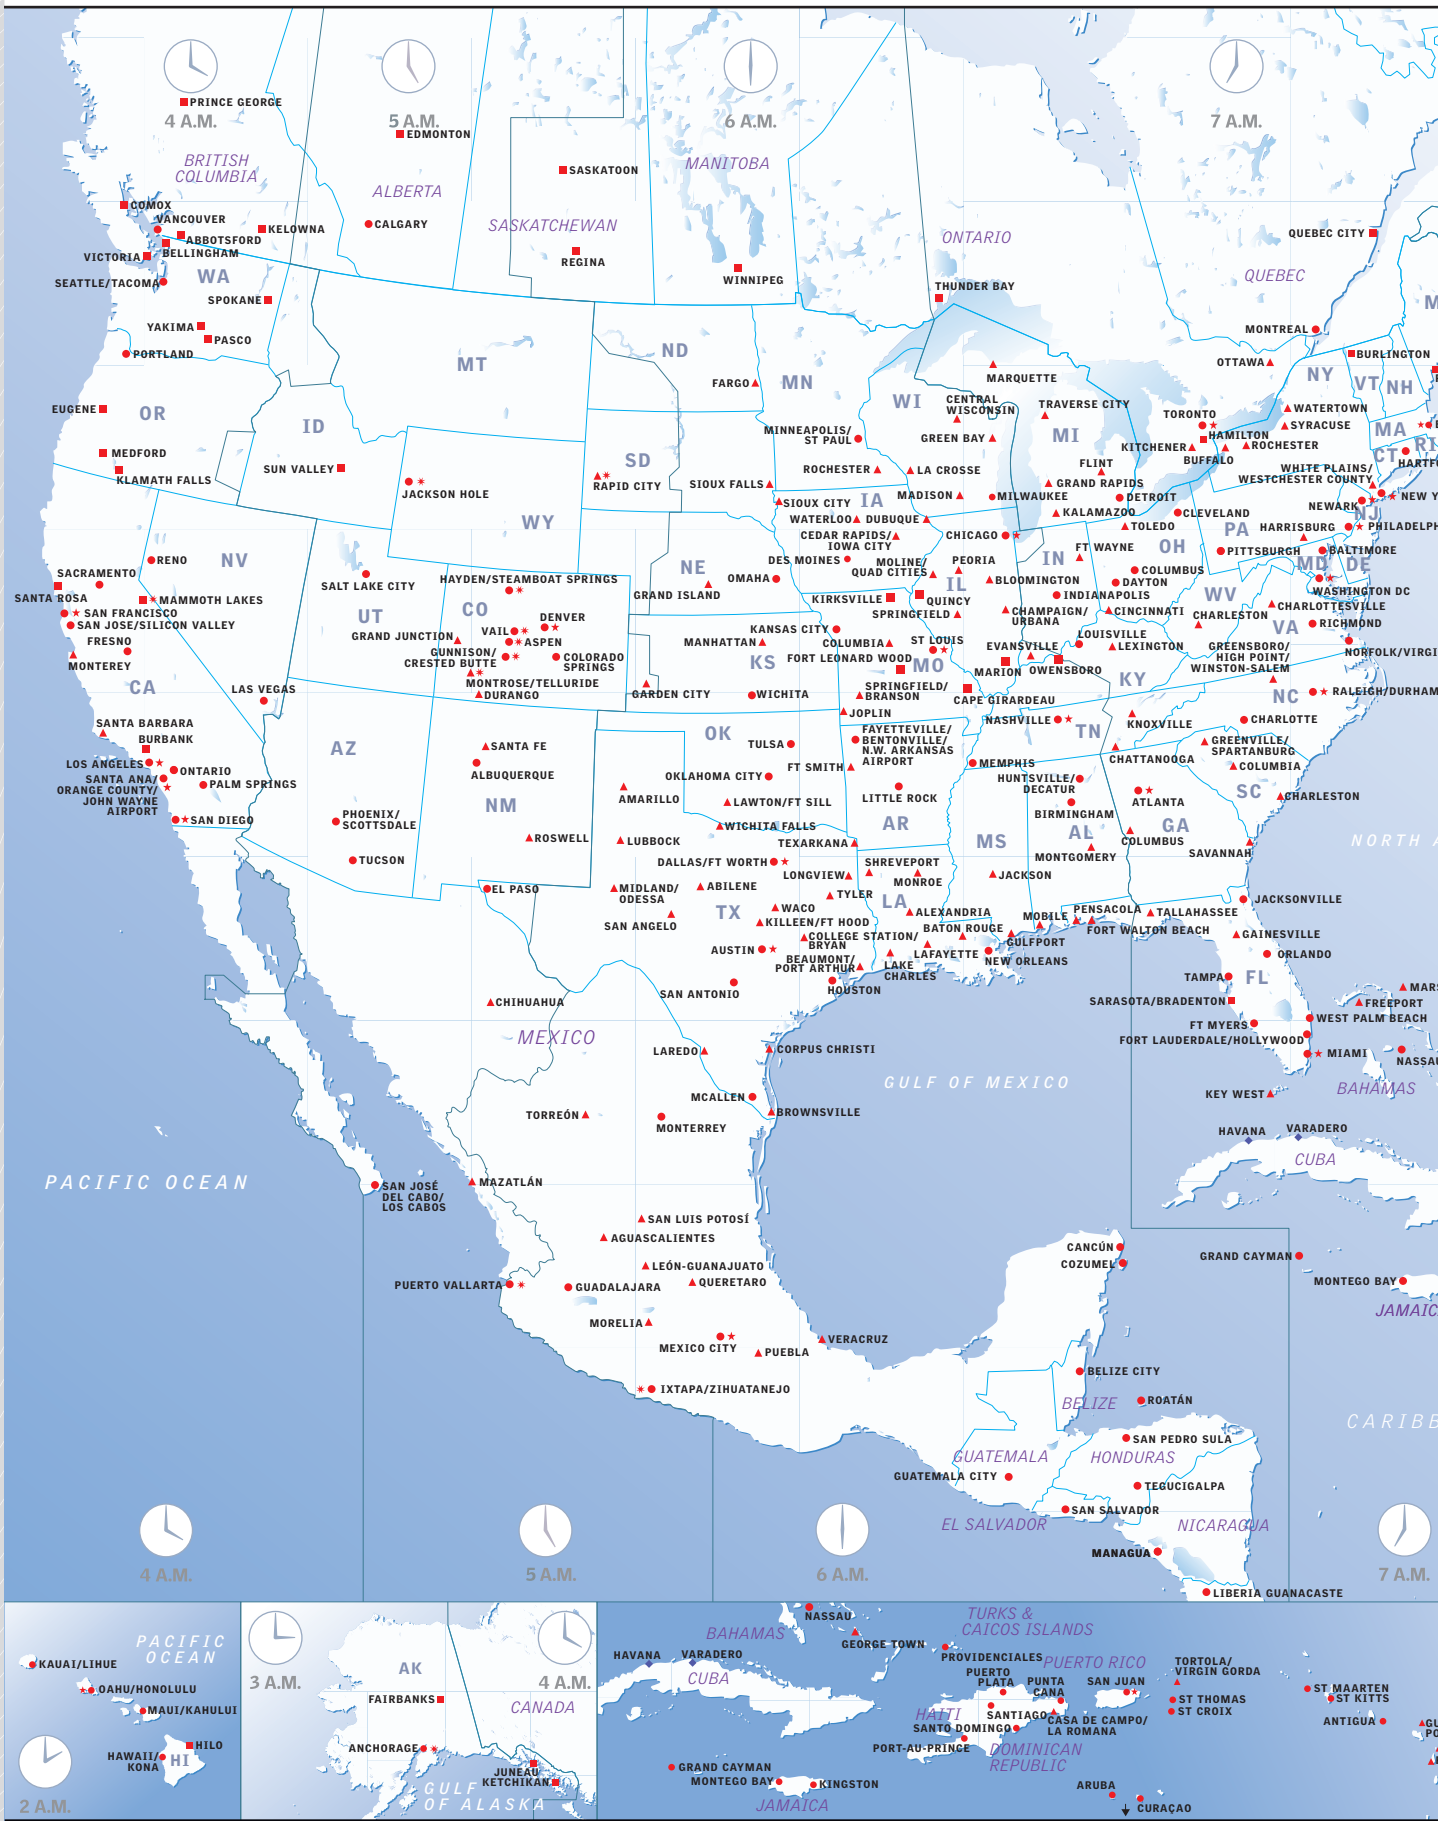 4 A.M.
5 A.M.
6 A.M.
7 A.M.
PRINCE GEORGE
EDMONTON
BRITISH
COLUMBIA
ALBERTA
SASKATOON
MANITOBA
SASKATCHEWAN
ONTARIO
QUEBEC
COMOX
VANCOUVER
ABBOTSFORD
KELOWNA
BELLINGHAM
VICTORIA
CALGARY
REGINA
WINNIPEG
QUEBEC CITY
THUNDER BAY
SEATTLE/TACOMA
WA
SPOKANE
YAKIMA
PASCO
PORTLAND
MONTREAL
OTTAWA
BURLINGTON
MT
ND
FARGO
MN
MARQUETTE
NY
VT
NH
EUGENE
OR
ID
MEDFORD
KLAMATH FALLS
SUN VALLEY
JACKSON HOLE
WY
SD
RAPID CITY
MINNEAPOLIS/
ST PAUL
WI
CENTRAL
WISCONSIN
GREEN BAY
TRAVERSE CITY
MI
TORONTO
HAMILTON
KITCHENER
BUFFALO
WATERTOWN
SYRACUSE
ROCHESTER
MA
CT
RI
ROCHESTER
LA CROSSE
SIOUX FALLS
SIOUX CITY
IA
MADISON
MILWAUKEE
FLINT
GRAND RAPIDS
KALAMAZOO
DETROIT
TOLEDO
CLEVELAND
WHITE PLAINS/
WESTCHESTER COUNTY
NEWARK
NJ
WATERLOO
DUBUQUE
CEDAR RAPIDS/
IOWA CITY
CHICAGO
PA
HARRISBURG
PITTSBURGH
BALTIMORE
MD
DE
WASHINGTON DC
RENO
NV
SACRAMENTO
SANTA ROSA
SAN FRANCISCO
SAN JOSE/SILICON VALLEY
MAMMOTH LAKES
FRESNO
MONTEREY
CA
SALT LAKE CITY
UT
HAYDEN/STEAMBOAT SPRINGS
CO
DENVER
VAIL
ASPEN
GRAND JUNCTION
GUNNISON/
CRESTED BUTTE
COLORADO
SPRINGS
MONTROSE/TELLURIDE
DURANGO
NE
OMAHA
GRAND ISLAND
DES MOINES
MOLINE/
QUAD CITIES
PEORIA
IL
BLOOMINGTON
KIRKSVILLE
QUINCY
SPRINGFIELD
CHAMPAIGN/
URBANA
IN
FT WAYNE
INDIANAPOLIS
OH
COLUMBUS
DAYTON
CINCINNATI
WV
CHARLESTON
CHARLOTTESVILLE
VA
RICHMOND
KANSAS CITY
MANHATTAN
COLUMBIA
ST LOUIS
KS
FORT LEONARD WOOD
MO
EVANSVILLE
LOUISVILLE
LEXINGTON
MARION
OWENSBORO
KY
GREENSBORO/
HIGH POINT/
WINSTON-SALEM
LAS VEGAS
GARDEN CITY
WICHITA
SPRINGFIELD/
BRANSON
CAPE GIRARDEAU
JOPLIN
NASHVILLE
TN
KNOXVILLE
NC
RALEIGH/DURHAM
CHARLOTTE
SANTA BARBARA
BURBANK
LOS ANGELES
ONTARIO
SANTA ANA/
ORANGE COUNTY/
JOHN WAYNE
AIRPORT
PALM SPRINGS
SAN DIEGO
AZ
PHOENIX/
SCOTTSDALE
TUCSON
SANTA FE
ALBUQUERQUE
NM
ROSWELL
EL PASO
OK
TULSA
OKLAHOMA CITY
AMARILLO
LAWTON/FT SILL
WICHITA FALLS
LUBBOCK
FAYETTEVILLE/
BENTONVILLE/
N.W. ARKANSAS
AIRPORT
FT SMITH
LITTLE ROCK
AR
TEXARKANA
MEMPHIS
HUNTSVILLE/
DECATUR
BIRMINGHAM
CHATTANOOGA
GREENVILLE/
SPARTANBURG
COLUMBIA
SC
CHARLESTON
ATLANTA
MS
AL
GA
COLUMBUS
MONTGOMERY
SAVANNAH
DALLAS/FT WORTH
SHREVEPORT
MONROE
LONGVIEW
TYLER
JACKSON
MIDLAND/
ODESSA
ABILENE
TX
WACO
KILLEEN/FT HOOD
SAN ANGELO
LA
ALEXANDRIA
COLLEGE STATION/
BRYAN
BATON ROUGE
MOBILE
PENSACOLA
TALLAHASSEE
FORT WALTON BEACH
GULFPORT
JACKSONVILLE
GAINESVILLE
AUSTIN
BEAUMONT/
PORT ARTHUR
LAKE
CHARLES
LAFAYETTE
NEW ORLEANS
ORLANDO
TAMPA
FL
SARASOTA/BRADENTON
SAN ANTONIO
HOUSTON
FREEPORT
WEST PALM BEACH
FT MYERS
FORT LAUDERDALE/HOLLYWOOD
MIAMI
KEY WEST
BAHAMAS
CHIHUAHUA
MEXICO
LAREDO
CORPUS CHRISTI
GULF OF MEXICO
MCALLEN
BROWNSVILLE
TORREÓN
MONTERREY
HAVANA
VARADERO
CUBA
PACIFIC OCEAN
SAN JOSÉ
DEL CABO/
LOS CABOS
MAZATLÁN
SAN LUIS POTOSÍ
AGUASCALIENTES
LEÓN-GUANAJUATO
QUERETARO
PUERTO VALLARTA
GUADALAJARA
MORELIA
MEXICO CITY
PUEBLA
VERACRUZ
IXTAPA/ZIHUATANEJO
CANCÚN
COZUMEL
GRAND CAYMAN
MONTEGO BAY
BELIZE CITY
BELIZE
ROATÁN
SAN PEDRO SULA
GUATEMALA
HONDURAS
GUATEMALA CITY
TEGUCIGALPA
SAN SALVADOR
EL SALVADOR
NICARAGUA
MANAGUA
LIBERIA GUANACASTE
4 A.M.
5 A.M.
6 A.M.
7 A.M.
PACIFIC
OCEAN
KAUAI/LIHUE
OAHU/HONOLULU
MAUI/KAHULUI
HILO
HAWAII/
KONA
HI
2 A.M.
3 A.M.
AK
4 A.M.
FAIRBANKS
CANADA
ANCHORAGE
JUNEAU
KETCHIKAN
GULF
OF ALASKA
NASSAU
BAHAMAS
GEORGE TOWN
TURKS &
CAICOS ISLANDS
PROVIDENCIALES
HAVANA
VARADERO
CUBA
PUERTO
PLATA
PUNTA
CANA
PUERTO RICO
SAN JUAN
TORTOLA/
VIRGIN GORDA
ST THOMAS
ST CROIX
ST MAARTEN
ST KITTS
ANTIGUA
HAITI
SANTIAGO
SANTO DOMINGO
CASA DE CAMPO/
LA ROMANA
PORT-AU-PRINCE
DOMINICAN
REPUBLIC
GRAND CAYMAN
MONTEGO BAY
KINGSTON
JAMAICA
ARUBA
CURAÇAO